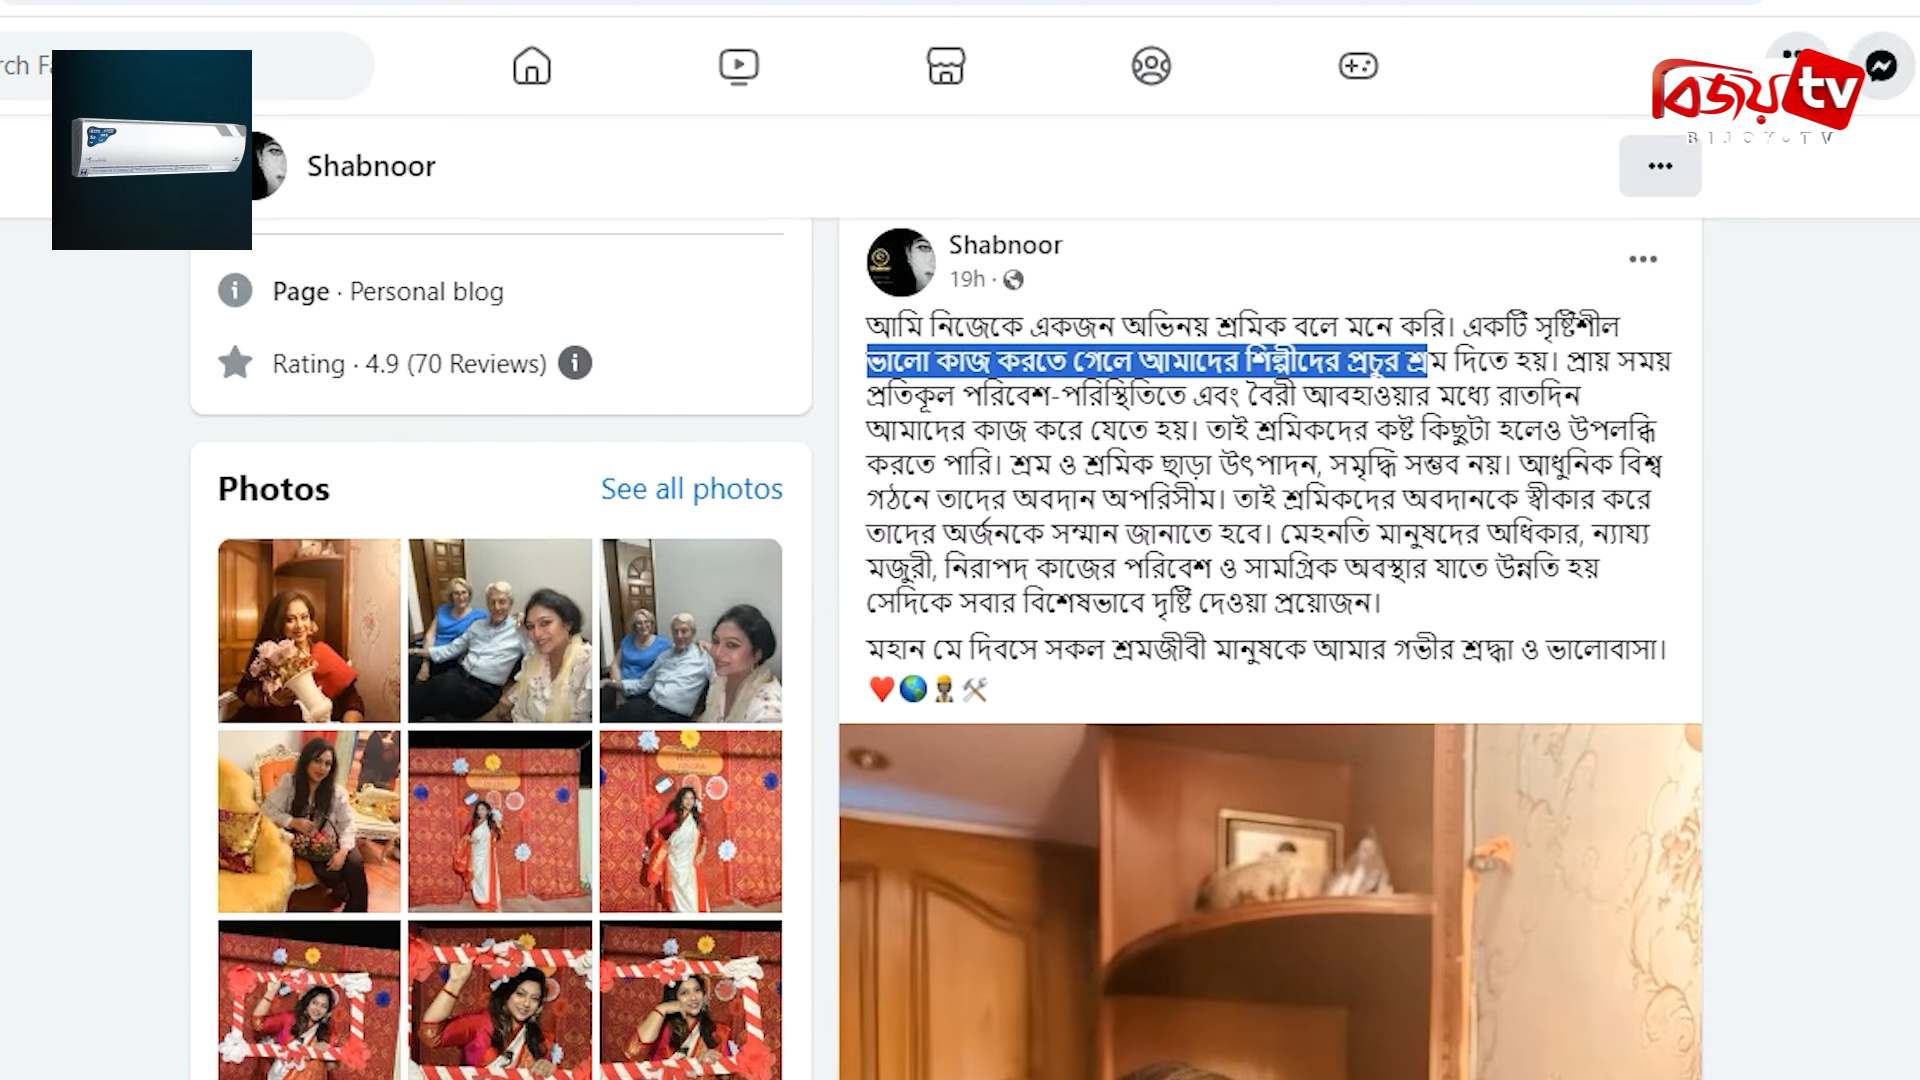 rch Fa
বিজয় tv
BIJOY TV
Shabnoor
Shabnoor
19h ·
Page · Personal blog
Rating · 4.9 (70 Reviews)
Photos
See all photos
আমি নিজেকে একজন অভিনয় শ্রমিক বলে মনে করি। একটি সৃষ্টিশীল
ভালো কাজ করতে গেলে আমাদের শিল্পীদের প্রচুর শ্রম দিতে হয়। প্রায় সময়
প্রতিকূল পরিবেশ-পরিস্থিতিতে এবং বৈরী আবহাওয়ার মধ্যে রাতদিন
আমাদের কাজ করে যেতে হয়। তাই শ্রমিকদের কষ্ট কিছুটা হলেও উপলব্ধি
করতে পারি। শ্রম ও শ্রমিক ছাড়া উৎপাদন, সমৃদ্ধি সম্ভব নয়। আধুনিক বিশ্ব
গঠনে তাদের অবদান অপরিসীম। তাই শ্রমিকদের অবদানকে স্বীকার করে
তাদের অর্জনকে সম্মান জানাতে হবে। মেহনতি মানুষদের অধিকার, ন্যায্য
মজুরী, নিরাপদ কাজের পরিবেশ ও সামগ্রিক অবস্থার যাতে উন্নতি হয়
সেদিকে সবার বিশেষভাবে দৃষ্টি দেওয়া প্রয়োজন।
মহান মে দিবসে সকল শ্রমজীবী মানুষকে আমার গভীর শ্রদ্ধা ও ভালোবাসা।